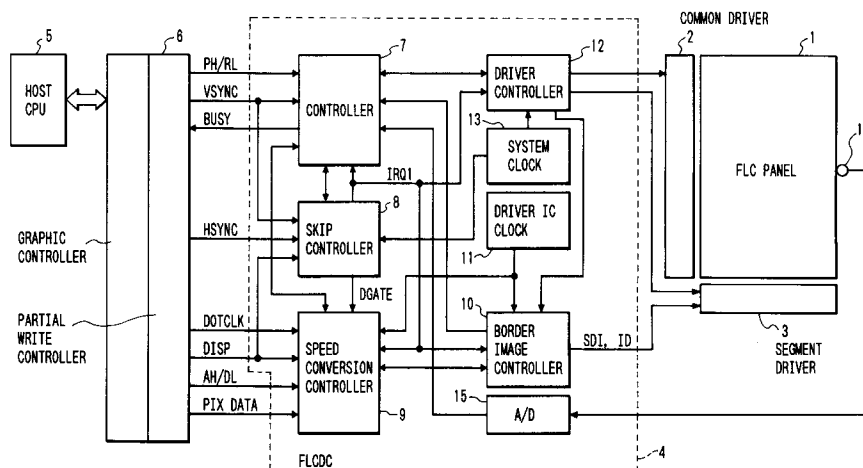 COMMON DRIVER
5
6
7
12
2
1
HOST
CPU
PH/RL
VSYNC
BUSY
CONTROLLER
DRIVER
CONTROLLER
13
SYSTEM
CLOCK
FLC PANEL
1
IRQ1
8
HSYNC
SKIP
CONTROLLER
DRIVER IC
CLOCK
11
GRAPHIC
CONTROLLER
DGATE
10
PARTIAL
WRITE
CONTROLLER
DOTCLK
DISP
AH/DL
PIX DATA
SPEED
CONVERSION
CONTROLLER
BORDER
IMAGE
CONTROLLER
SDI, ID
3
SEGMENT
DRIVER
15
A/D
9
FLCDC
4